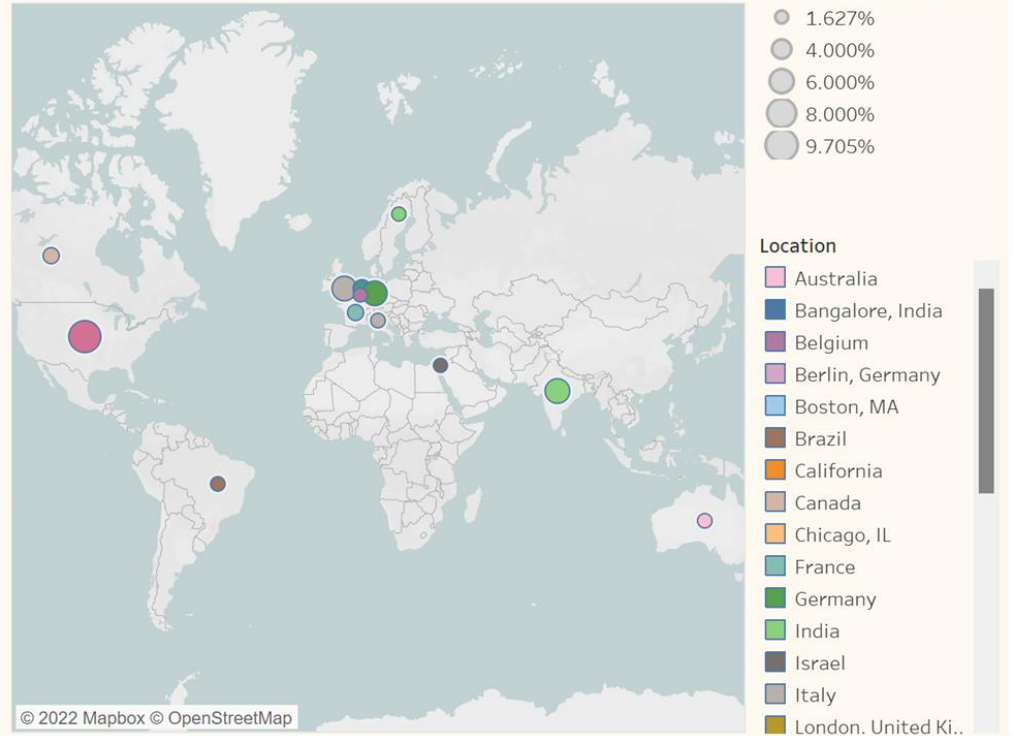 1.627%
4.000%
6.000%
8.000%
9.705%
Location
Australia
Bangalore, India
Belgium
Berlin, Germany
Boston, MA
Brazil
California
Canada
Chicago, IL
France
Germany
India
Israel
Italy
London, United Ki..
© 2022 Mapbox © OpenStreetMap